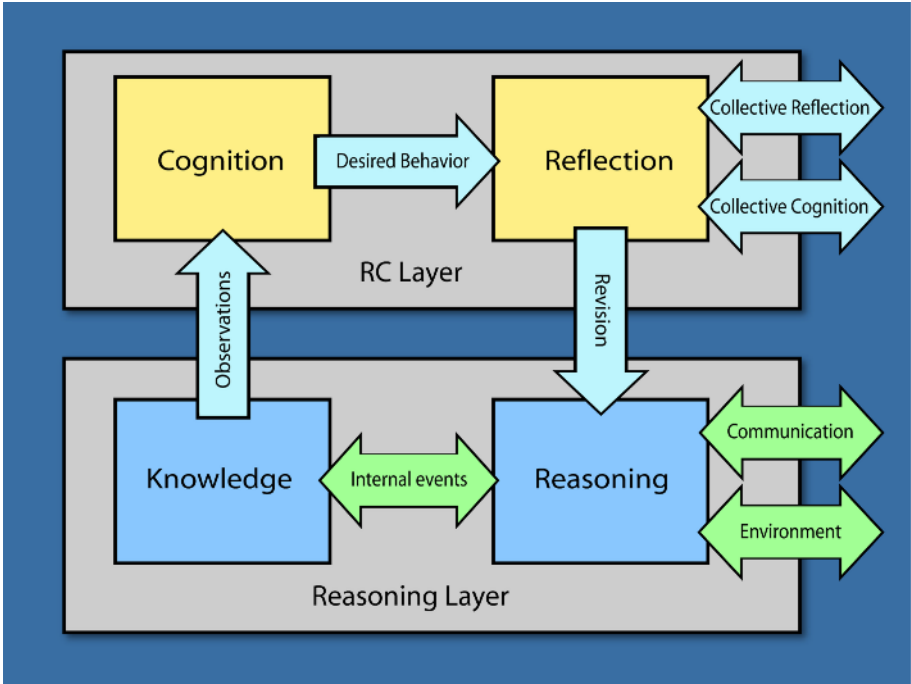 Cognition
Desired Behavior
Reflection
Collective Reflection
Collective Cognition
RC Layer
Observations
Revision
Knowledge
Internal events
Reasoning
Communication
Environment
Reasoning Layer